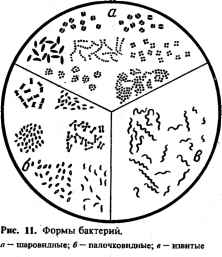 а
б
в
Рис. 11. Формы бактерий,
а — шаровидные; б — палочковидные; в — извитые